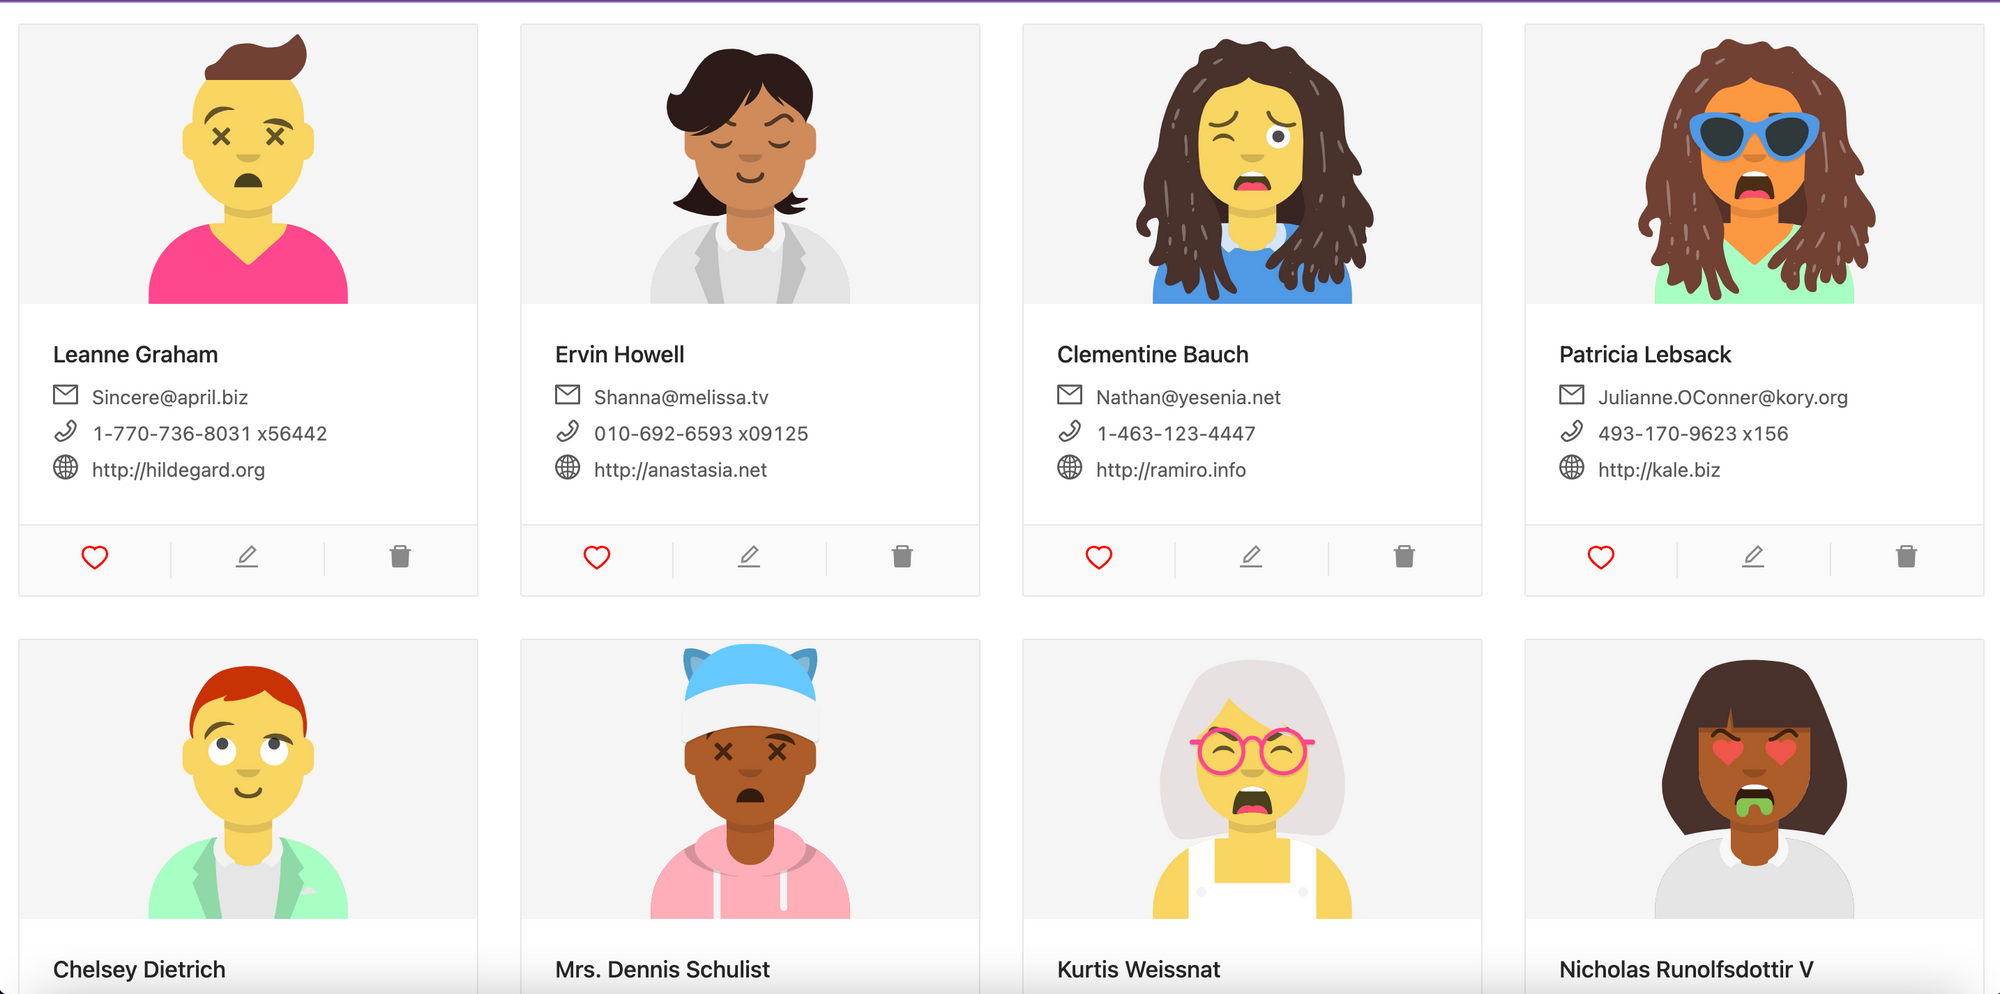 Leanne Graham
Sincere@april.biz
1-770-736-8031 x56442
http://hildegard.org
Ervin Howell
Shanna@melissa.tv
010-692-6593 x09125
http://anastasia.net
Clementine Bauch
Nathan@yesenia.net
1-463-123-4447
http://ramiro.info
Patricia Lebsack
Julianne.OConner@kory.org
493-170-9623 x156
http://kale.biz
Chelsey Dietrich
Mrs. Dennis Schulist
Kurtis Weissnat
Nicholas Runolfsdottir V